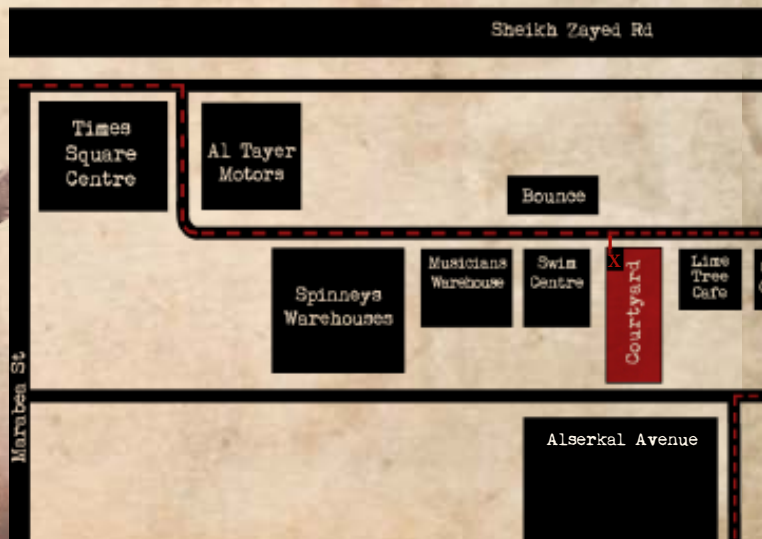 Sheikh Zayed Rd
Times
Square
Centre
Al Tayer
Motors
Bounce
Spinneys
Warehouses
Musicians
Warehouse
Swim
Centre
X
Courtyard
Lime
Tree
Cafe
Marabea St
Alserkal Avenue